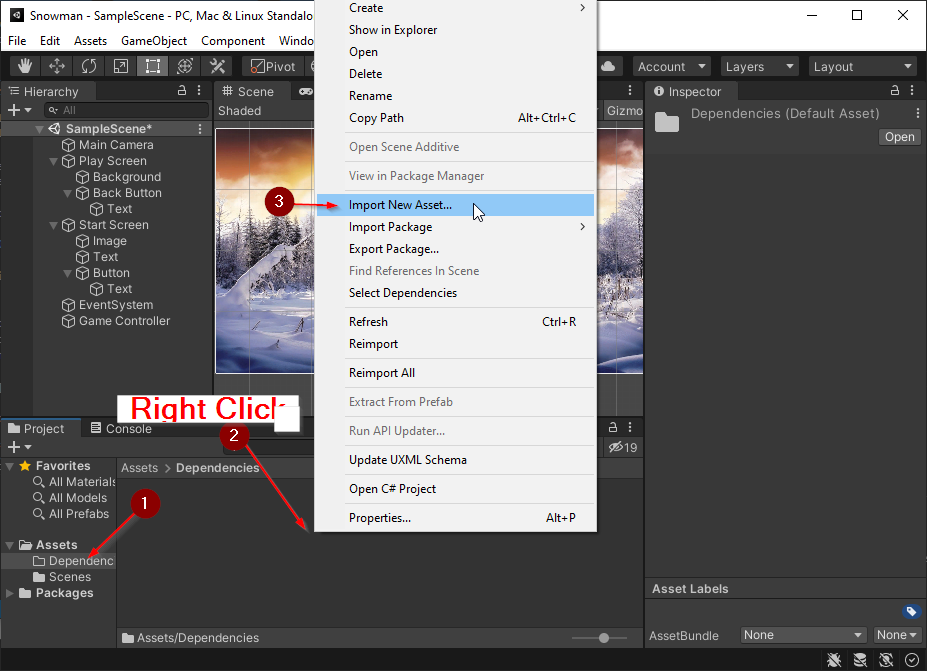 Snowman - SampleScene - PC, Mac & Linux Standalo
File Edit Assets GameObject Component Windo
Pivot
Account
Layers
Layout
Hierarchy
All
SampleScene*
Main Camera
Play Screen
Background
Back Button
Text
Start Screen
Image
Text
Button
Text
EventSystem
Game Controller
Scene
Shaded
Gizmo
Create
Show in Explorer
Open
Delete
Rename
Copy Path Alt+Ctrl+C
Open Scene Additive
View in Package Manager
3
Import New Asset...
Import Package
Export Package...
Find References In Scene
Select Dependencies
Refresh Ctrl+R
Reimport
Reimport All
Extract From Prefab
Run API Updater...
Update UXML Schema
Open C# Project
Properties... Alt+P
Inspector
Dependencies (Default Asset)
Open
Right Click
2
Project Console
19
Favorites
All Materials
All Models
All Prefabs
1
Assets
Dependenc
Scenes
Packages
Assets > Dependencies
Assets/Dependencies
Asset Labels
AssetBundle None None